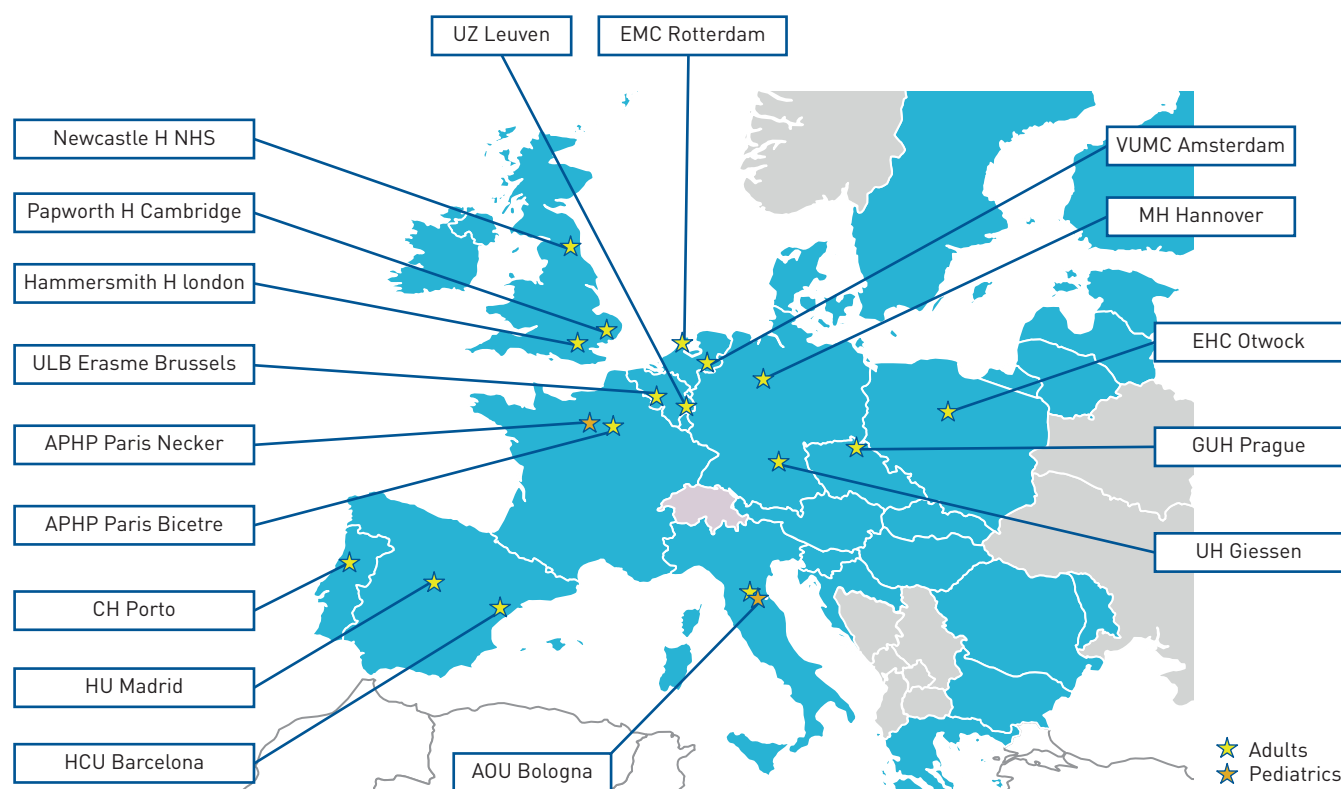 UZ Leuven
EMC Rotterdam
Newcastle H NHS
VUMC Amsterdam
Papworth H Cambridge
MH Hannover
Hammersmith H london
EHC Otwock
ULB Erasme Brussels
APHP Paris Necker
GUH Prague
APHP Paris Bicetre
UH Giessen
CH Porto
HU Madrid
HCU Barcelona
AOU Bologna
Adults
Pediatrics